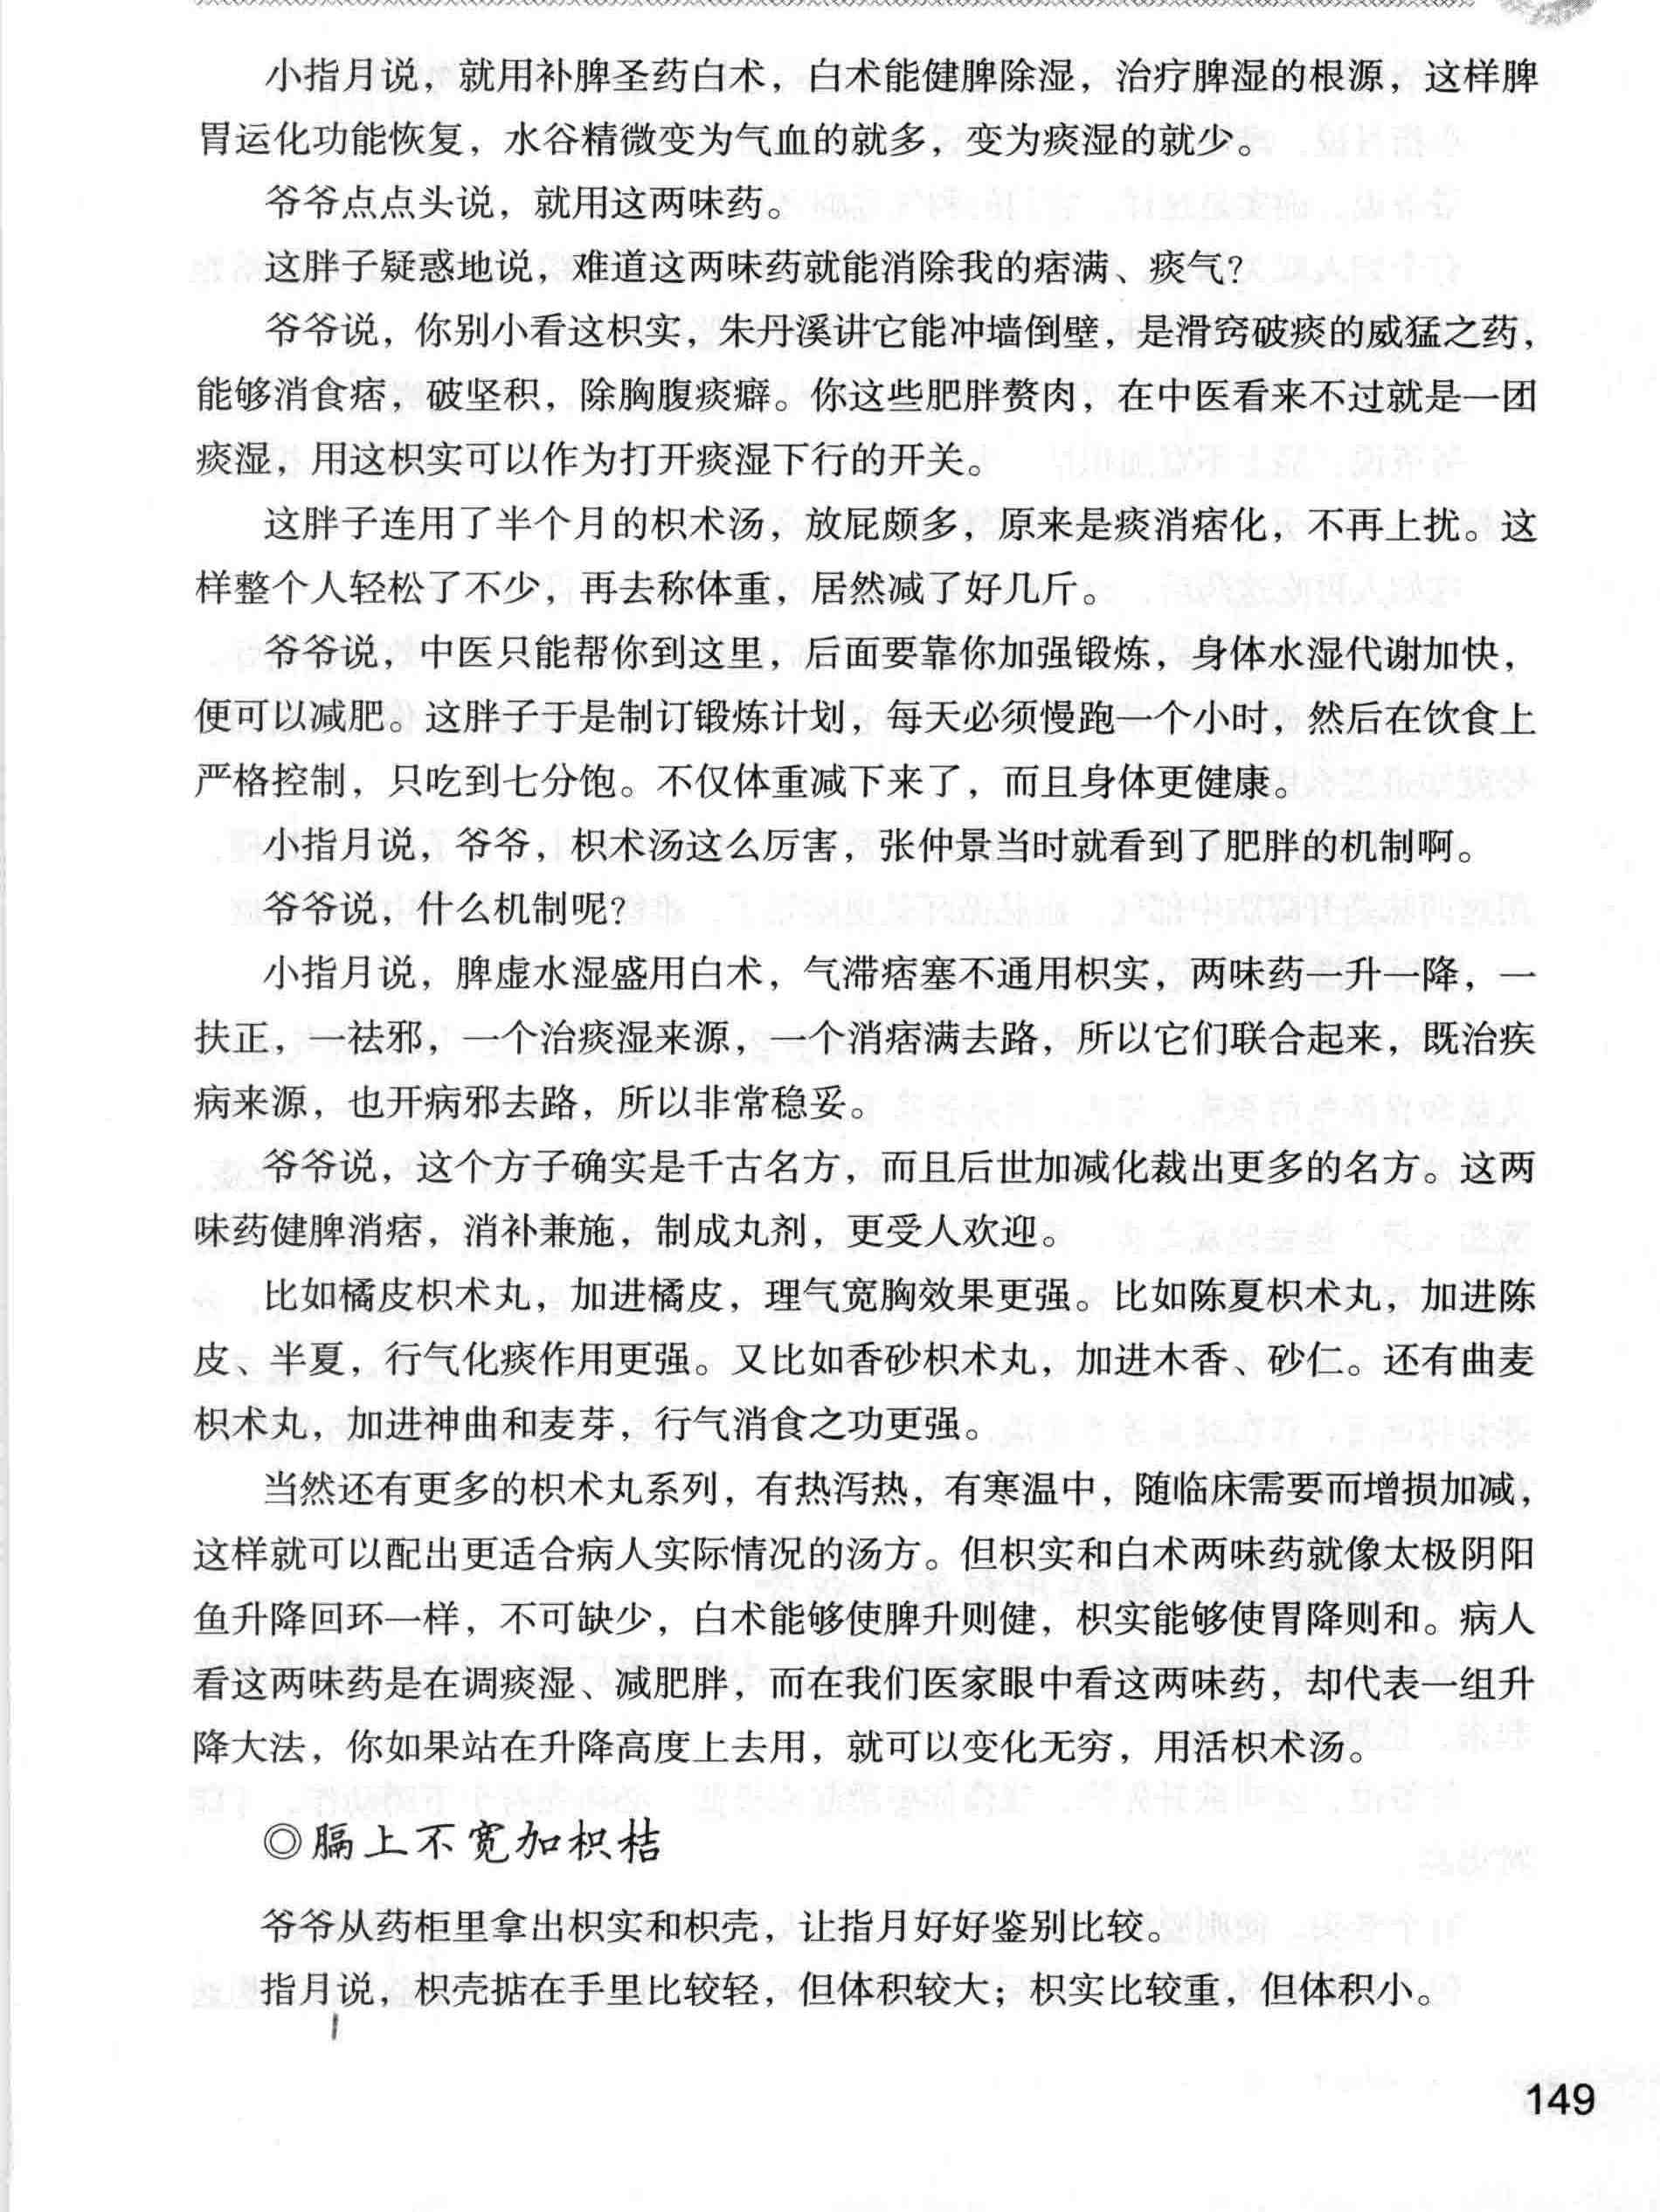 小指月说，就用补脾圣药白术，白术能健脾除湿，治疗脾湿的根源，这样脾
胃运化功能恢复，水谷精微变为气血的就多，变为痰湿的就少。
爷爷点点头说，就用这两味药。
这胖子疑惑地说，难道这两味药就能消除我的痞满、痰气？
爷爷说，你别小看这枳实，朱丹溪讲它能冲墙倒壁，是滑窍破痰的威猛之药，
能够消食痞，破坚积，除胸腹痰癖。你这些肥胖赘肉，在中医看来不过就是一团
痰湿，用这枳实可以作为打开痰湿下行的开关。
这胖子连用了半个月的枳术汤，放屁颇多，原来是痰消痞化，不再上扰。这
样整个人轻松了不少，再去称体重，居然减了好几斤。
爷爷说，中医只能帮你到这里，后面要靠你加强锻炼，身体水湿代谢加快，
便可以减肥。这胖子于是制订锻炼计划，每天必须慢跑一个小时，然后在饮食上
严格控制，只吃到七分饱。不仅体重减下来了，而且身体更健康。
小指月说，爷爷，枳术汤这么厉害，张仲景当时就看到了肥胖的机制啊。
爷爷说，什么机制呢？
小指月说，脾虚水湿盛用白术，气滞痞塞不通用枳实，两味药一升一降，一
扶正，一祛邪，一个治痰湿来源，一个消痞满去路，所以它们联合起来，既治疾
病来源，也开病邪去路，所以非常稳妥。
爷爷说，这个方子确实是千古名方，而且后世加减化裁出更多的名方。这两
味药健脾消痞，消补兼施，制成丸剂，更受人欢迎。
比如橘皮枳术丸，加进橘皮，理气宽胸效果更强。比如陈夏枳术丸，加进陈
皮、半夏，行气化痰作用更强。又比如香砂枳术丸，加进木香、砂仁。还有曲麦
枳术丸，加进神曲和麦芽，行气消食之功更强。
当然还有更多的枳术丸系列，有热泻热，有寒温中，随临床需要而增损加减，
这样就可以配出更适合病人实际情况的汤方。但枳实和白术两味药就像太极阴阳
鱼升降回环一样，不可缺少，白术能够使脾升则健，枳实能够使胃降则和。病人
看这两味药是在调痰湿、减肥胖，而在我们医家眼中看这两味药，却代表一组升
降大法，你如果站在升降高度上去用，就可以变化无穷，用活枳术汤。
◎膈上不宽加枳桔
爷爷从药柜里拿出枳实和枳壳，让指月好好鉴别比较。
指月说，枳壳掂在手里比较轻，但体积较大；枳实比较重，但体积小。
149